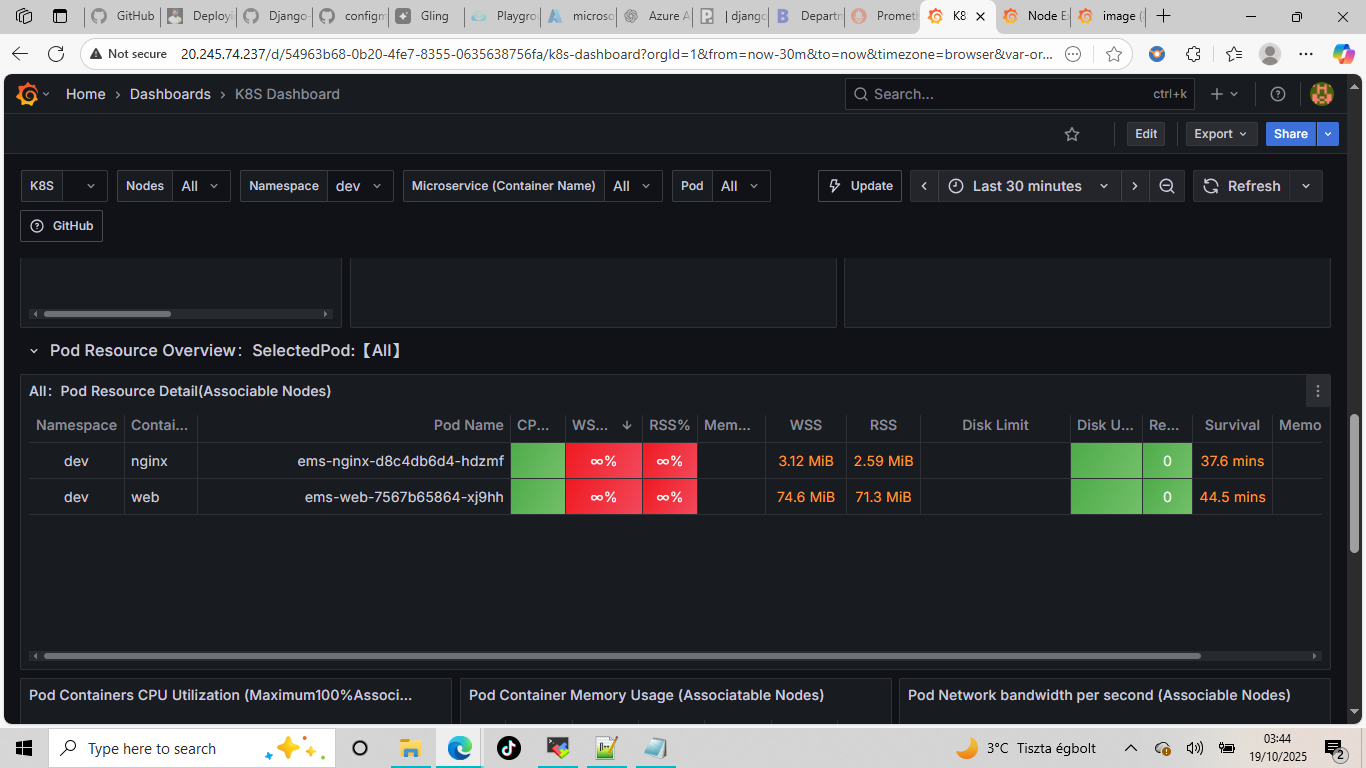 GitHub
Deployi
Django-
configm
Gling
Playgro
microso
Azure A
| django
Departm
Prometh
K8
Node E
image (
Not secure
20.245.74.237/d/54963b68-0b20-4fe7-8355-0635638756fa/k8s-dashboard?orgId=1&from=now-30m&to=now&timezone=browser&var-or...
Home › Dashboards › K8S Dashboard
Search...
ctrl+k
Edit
Export
Share
K8S
Nodes All
Namespace dev
Microservice (Container Name) All
Pod All
Update
Last 30 minutes
Refresh
GitHub
Pod Resource Overview：SelectedPod:【All】
All：Pod Resource Detail(Associable Nodes)
Namespace Contai... Pod Name CP... WS... RSS% Mem... WSS RSS Disk Limit Disk U... Re... Survival Memo
dev nginx ems-nginx-d8c4db6d4-hdzmf ∞% ∞% 3.12 MiB 2.59 MiB 0 37.6 mins
dev web ems-web-7567b65864-xj9hh ∞% ∞% 74.6 MiB 71.3 MiB 0 44.5 mins
Pod Containers CPU Utilization (Maximum100%Associ...
Pod Container Memory Usage (Associatable Nodes)
Pod Network bandwidth per second (Associable Nodes)
Type here to search
3°C Tiszta égbolt
03:44
19/10/2025
2